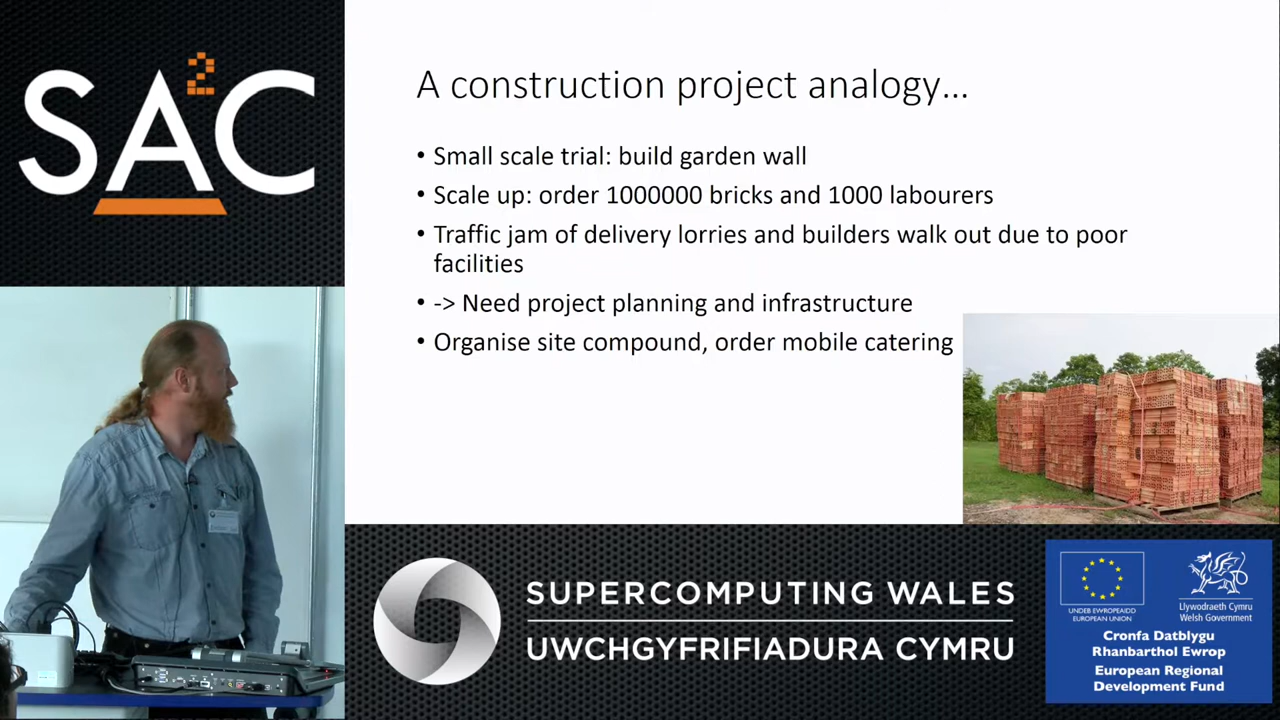 SA²C
A construction project analogy...
• Small scale trial: build garden wall
• Scale up: order 1000000 bricks and 1000 labourers
• Traffic jam of delivery lorries and builders walk out due to poor
facilities
• -> Need project planning and infrastructure
• Organise site compound, order mobile catering
SUPERCOMPUTING WALES
UWCHGYFRIFIADURA CYMRU
UNDEB EWROPEAIDD
EUROPEAN UNION
Llywodraeth Cymru
Welsh Government
Cronfa Datblygu
Rhanbarthol Ewrop
European Regional
Development Fund